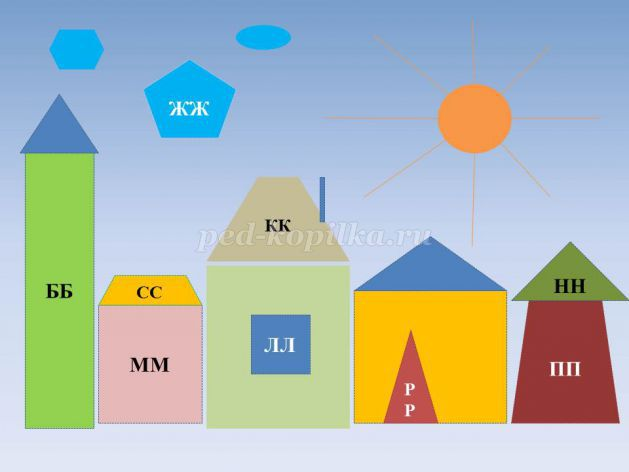 ЖЖ
КК
ped-kopilka.ru
ББ
СС
НН
ЛЛ
ММ
ПП
Р
Р